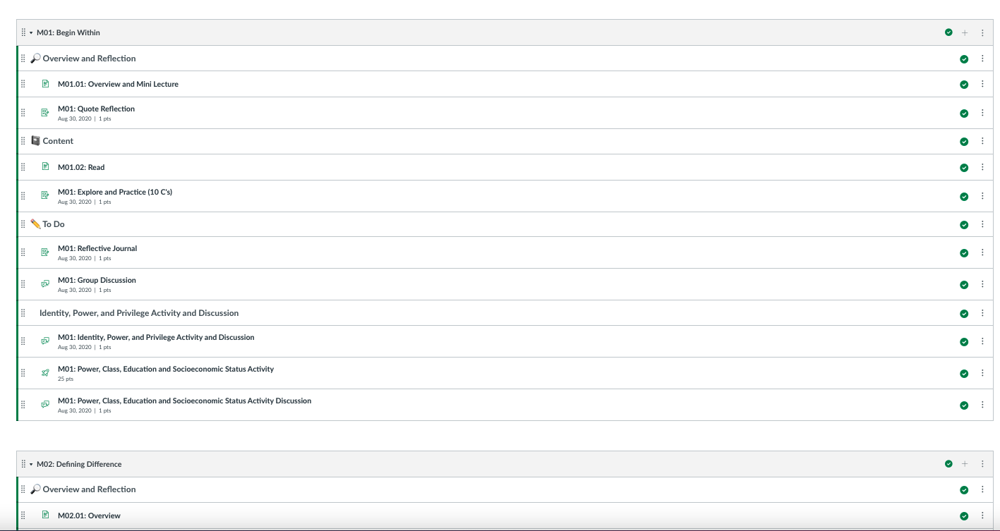 M01: Begin Within
Overview and Reflection
M01.01: Overview and Mini Lecture
M01: Quote Reflection
Aug 30, 2020 | 1 pts
Content
M01.02: Read
M01: Explore and Practice (10 C's)
Aug 30, 2020 | 1 pts
To Do
M01: Reflective Journal
Aug 30, 2020 | 1 pts
M01: Group Discussion
Aug 30, 2020 | 1 pts
Identity, Power, and Privilege Activity and Discussion
M01: Identity, Power, and Privilege Activity and Discussion
Aug 30, 2020 | 1 pts
M01: Power, Class, Education and Socioeconomic Status Activity
25 pts
M01: Power, Class, Education and Socioeconomic Status Activity Discussion
Aug 30, 2020 | 1 pts
M02: Defining Difference
Overview and Reflection
M02.01: Overview